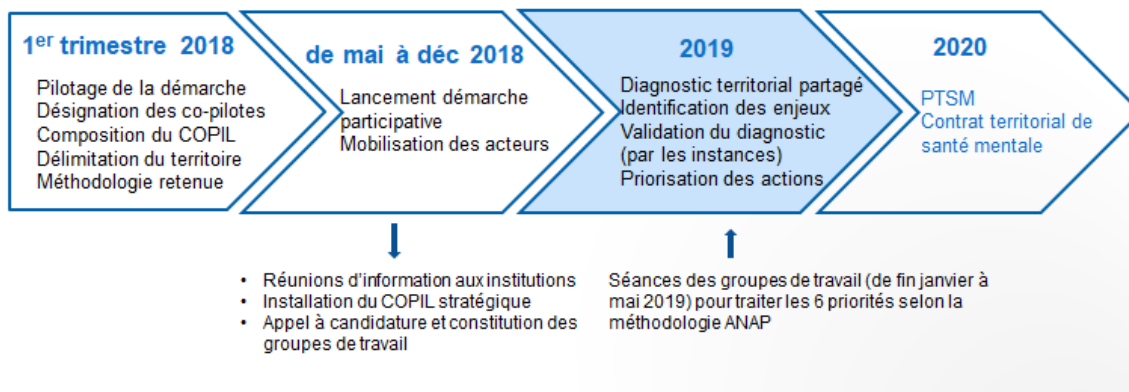 1er trimestre 2018
Pilotage de la démarche
Désignation des co-pilotes
Composition du COPIL
Délimitation du territoire
Méthodologie retenue
de mai à déc 2018
Lancement démarche
participative
Mobilisation des acteurs
2019
Diagnostic territorial partagé
Identification des enjeux
Validation du diagnostic
(par les instances)
Priorisation des actions
2020
PTSM
Contrat territorial de
santé mentale
• Réunions d'information aux institutions
• Installation du COPIL stratégique
• Appel à candidature et constitution des
groupes de travail
Séances des groupes de travail (de fin janvier à
mai 2019) pour traiter les 6 priorités selon la
méthodologie ANAP